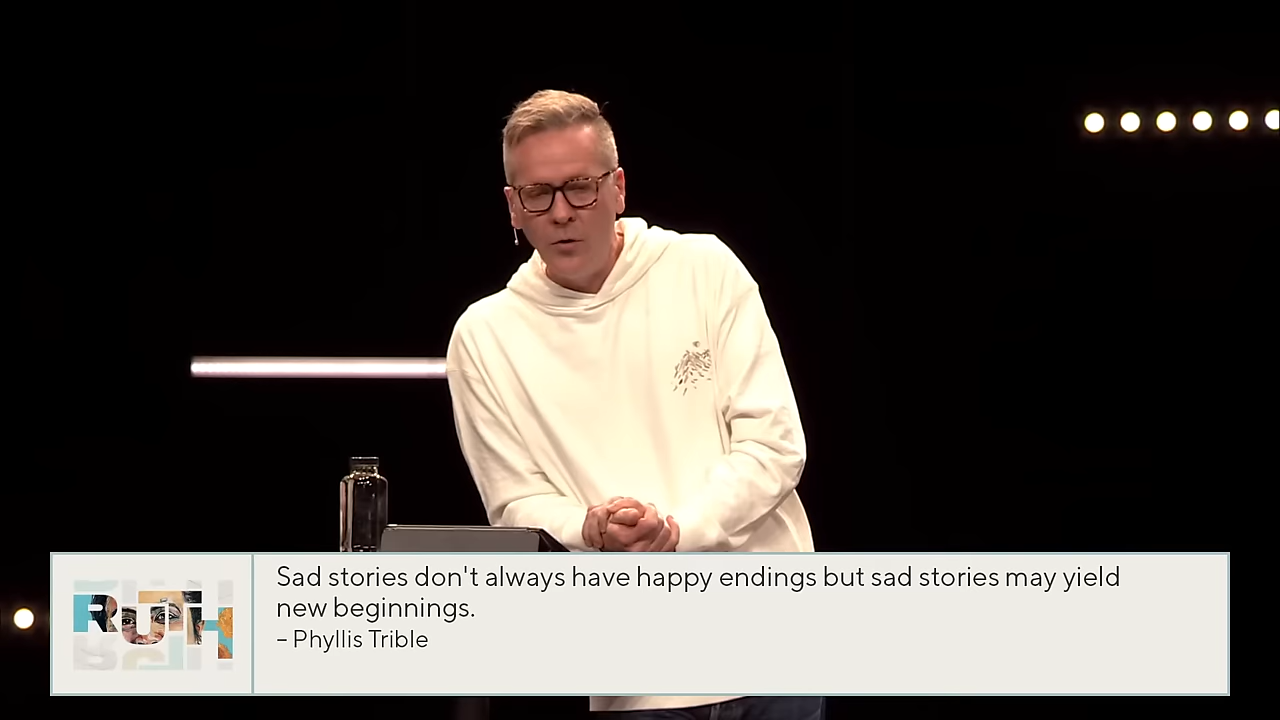 RUTH
Sad stories don't always have happy endings but sad stories may yield
new beginnings.
– Phyllis Trible